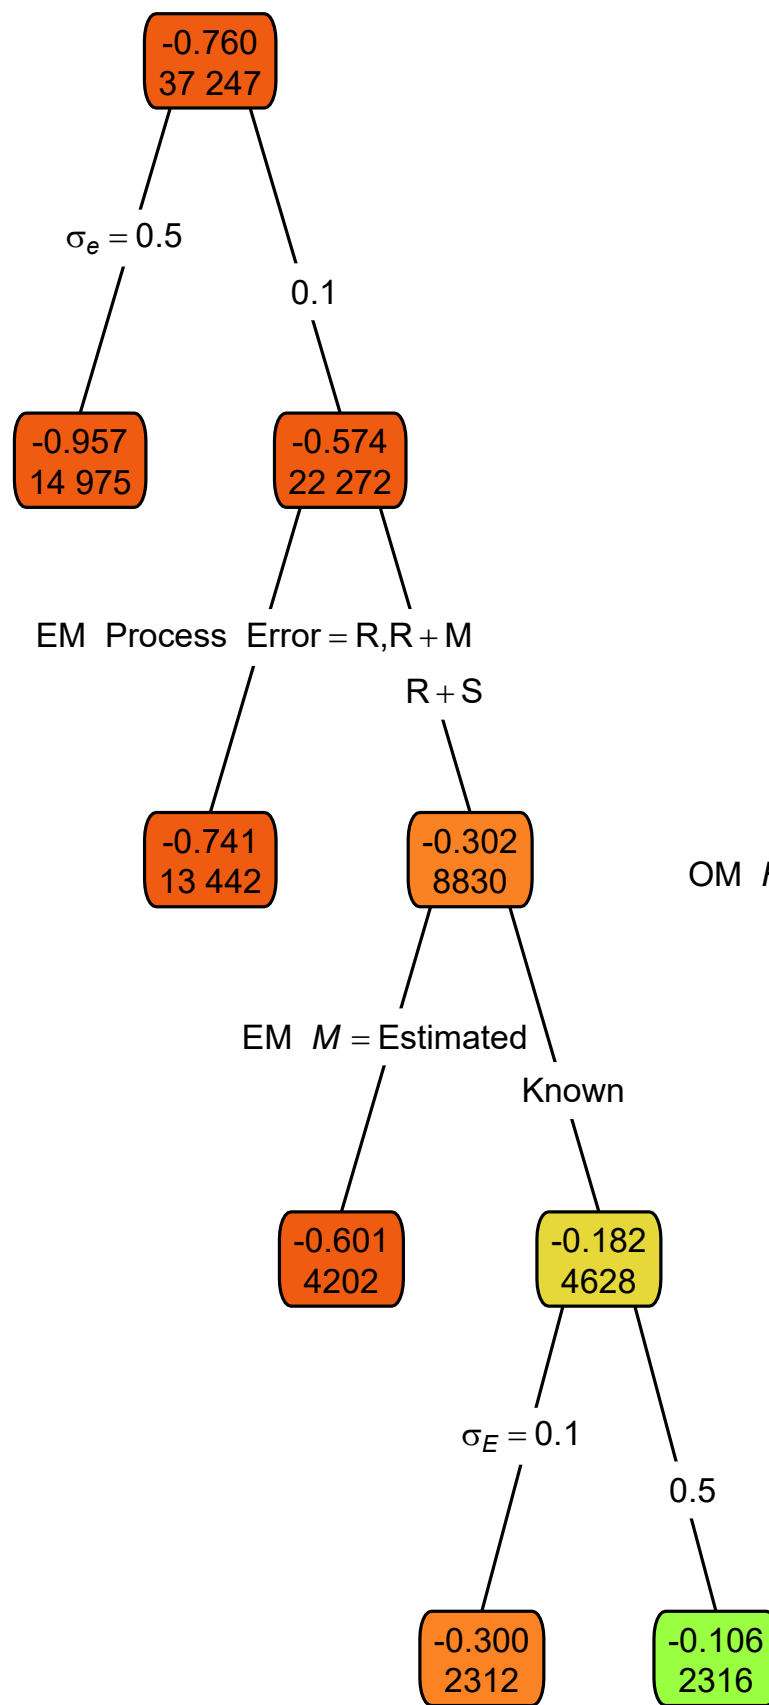 -0.760
37 247
σe = 0.5
0.1
-0.957
14 975
-0.574
22 272
EM Process Error = R,R + M
R + S
-0.741
13 442
-0.302
8830
OM
EM M = Estimated
Known
-0.601
4202
-0.182
4628
σE = 0.1
0.5
-0.300
2312
-0.106
2316